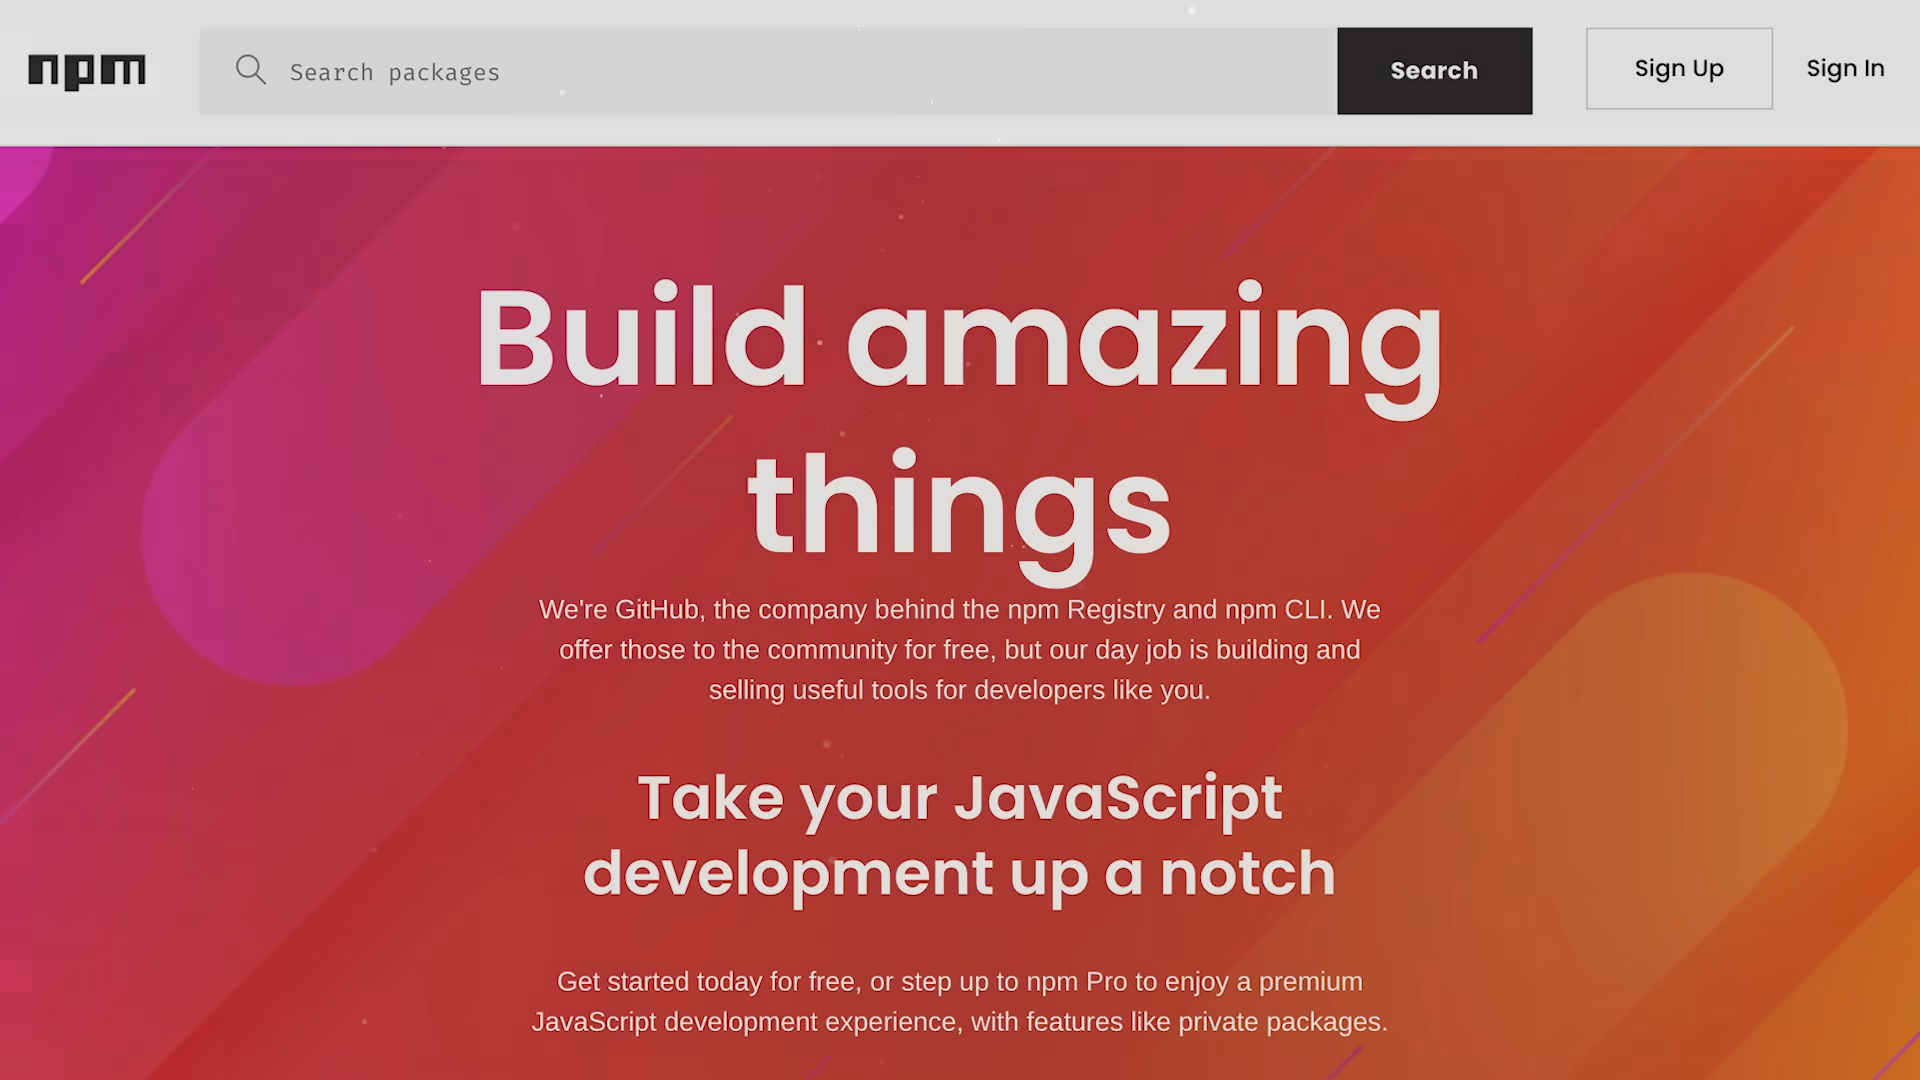 npm
Search packages
Search
Sign Up
Sign In
Build amazing
things
We're GitHub, the company behind the npm Registry and npm CLI. We
offer those to the community for free, but our day job is building and
selling useful tools for developers like you.
Take your JavaScript
development up a notch
Get started today for free, or step up to npm Pro to enjoy a premium
JavaScript development experience, with features like private packages.